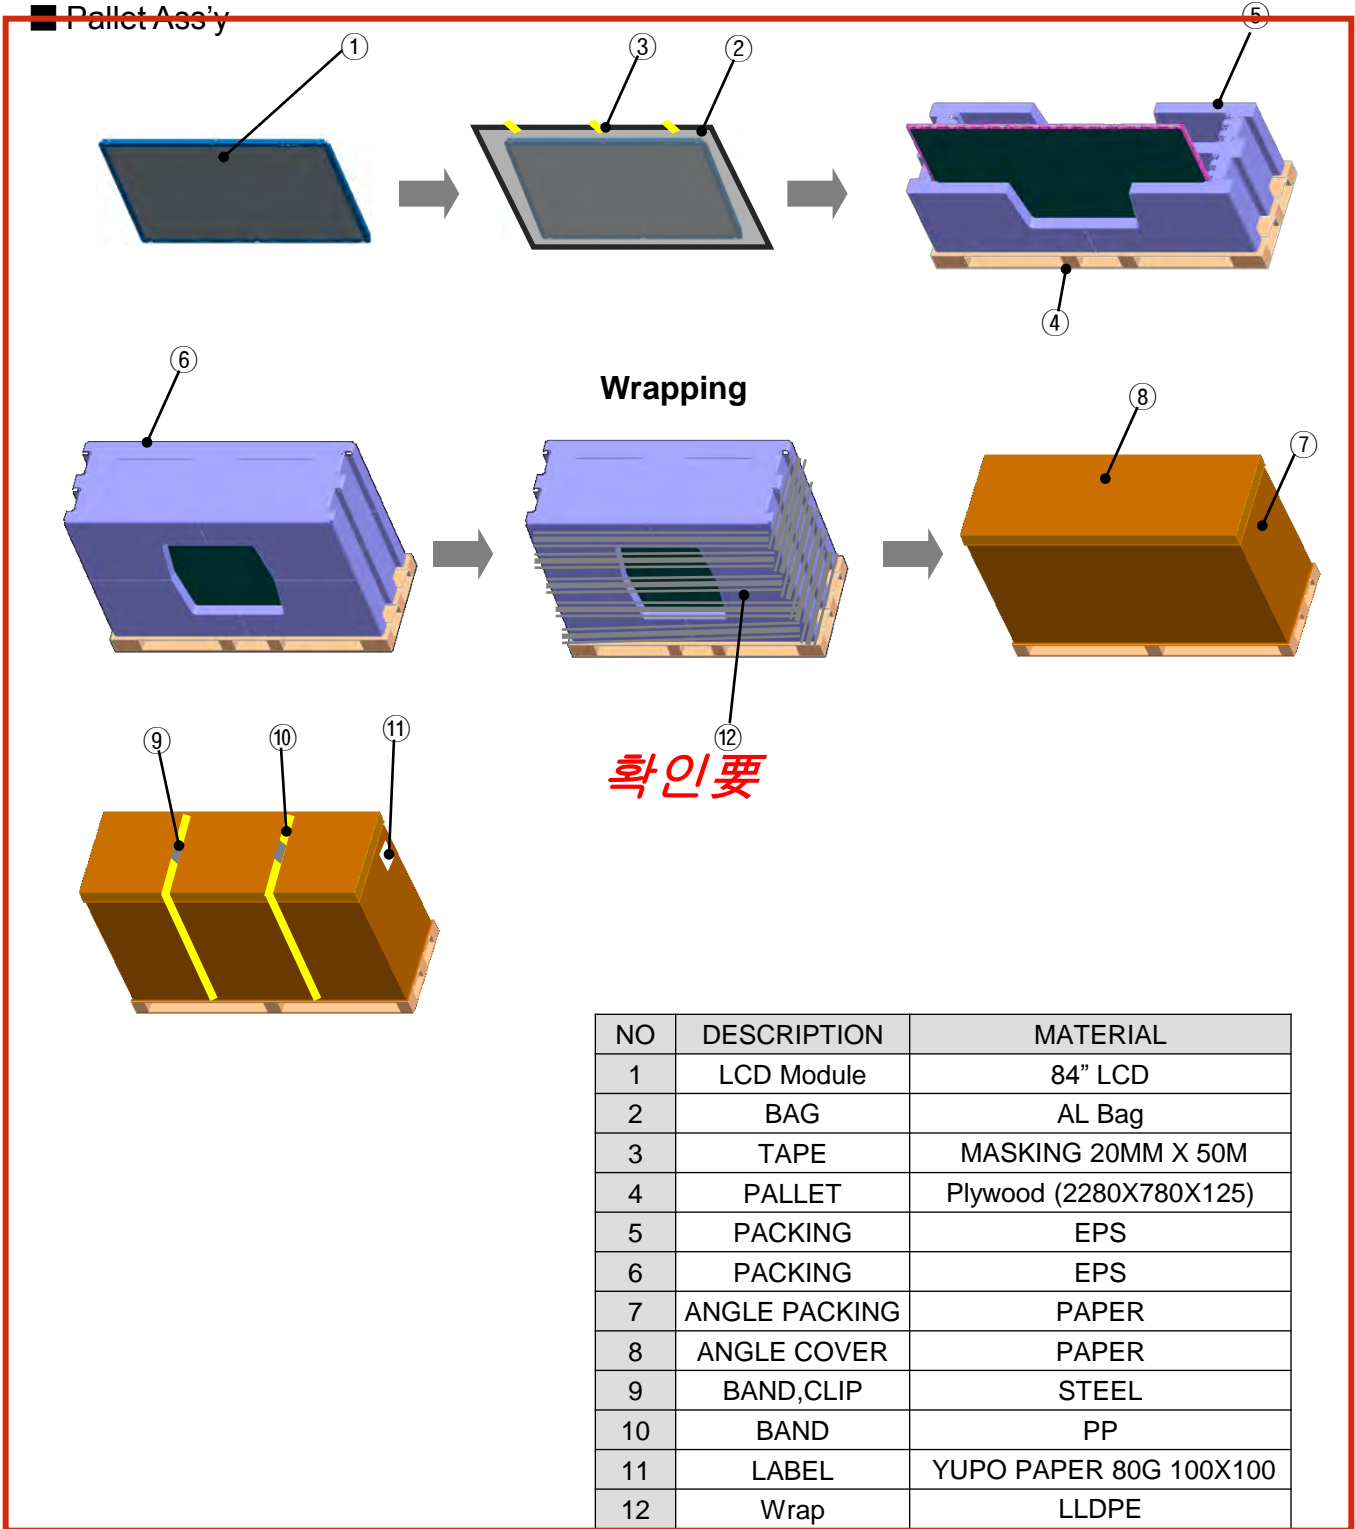 ■ Pallet Ass’y
① ③ ② ⑤
④
⑥ Wrapping ⑧ ⑦
⑨ ⑩ ⑪ ⑫
확인要
NO DESCRIPTION MATERIAL
1 LCD Module 84” LCD
2 BAG AL Bag
3 TAPE MASKING 20MM X 50M
4 PALLET Plywood (2280X780X125)
5 PACKING EPS
6 PACKING EPS
7 ANGLE PACKING PAPER
8 ANGLE COVER PAPER
9 BAND,CLIP STEEL
10 BAND PP
11 LABEL YUPO PAPER 80G 100X100
12 Wrap LLDPE